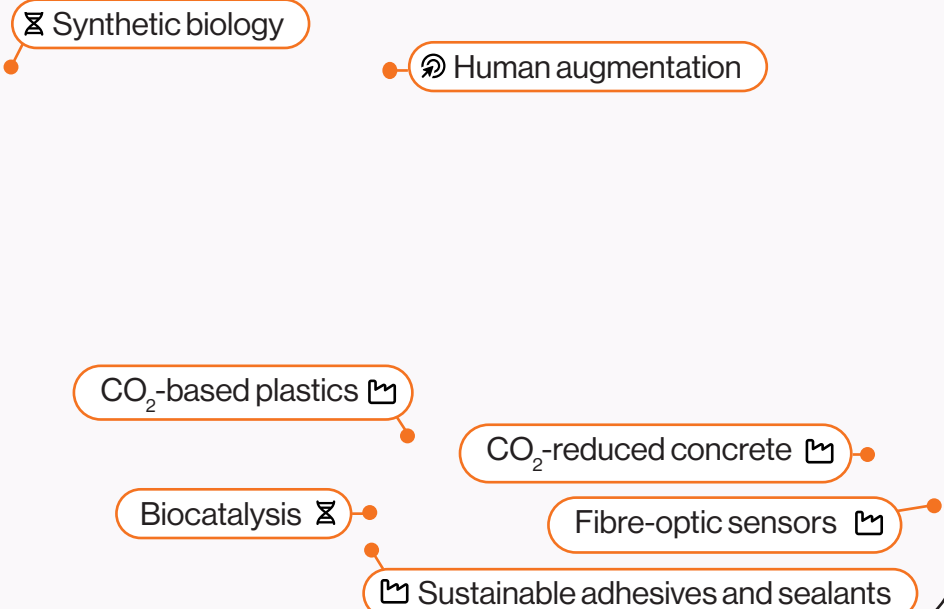 Synthetic biology
Human augmentation
CO₂-based plastics
CO₂-reduced concrete
Biocatalysis
Fibre-optic sensors
Sustainable adhesives and sealants